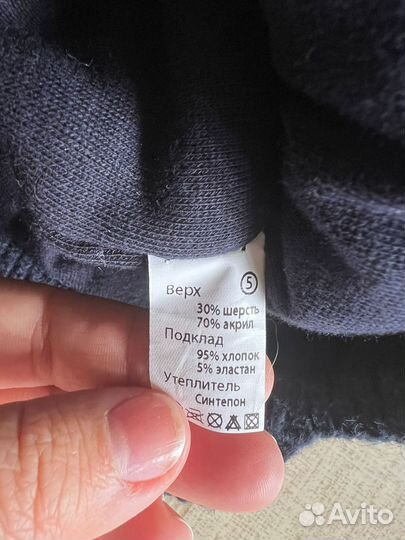 Верх 5
30% шерсть
70% акрил
Подклад
95% хлопок
5% эластан
Утеплитель
Синтепон
Avito